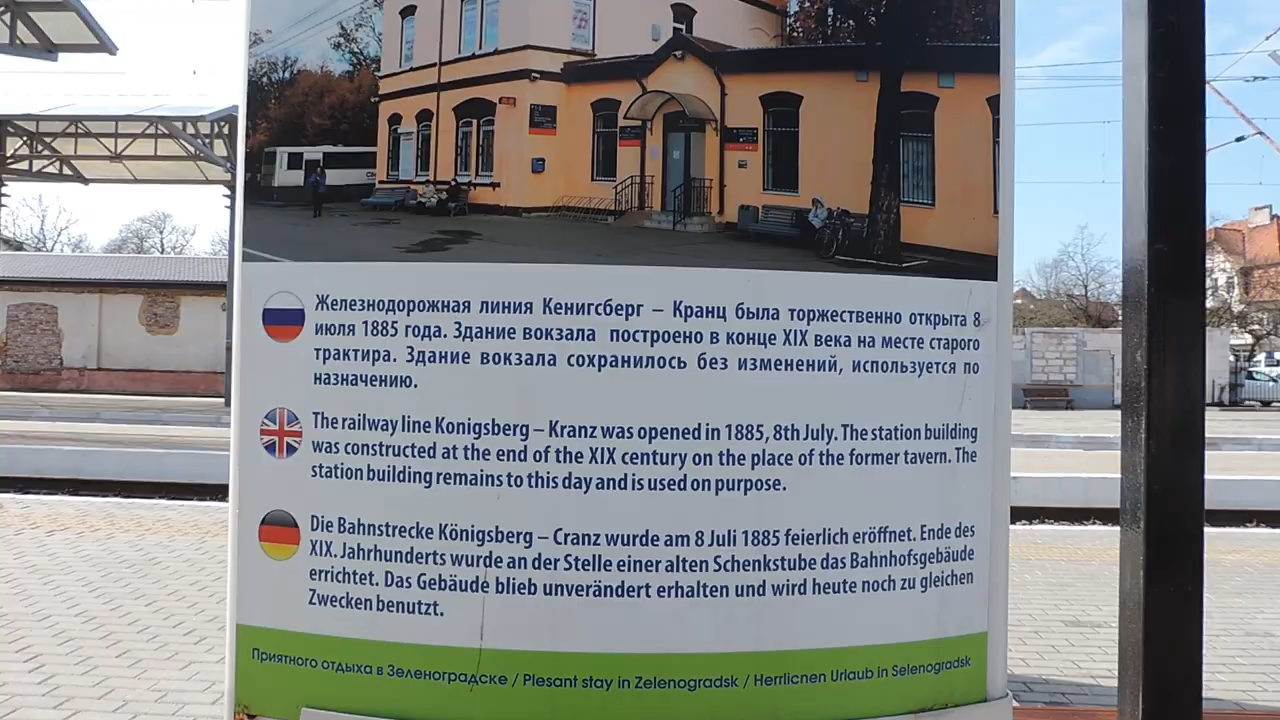 Железнодорожная линия Кенигсберг – Кранц была торжественно открыта 8
июля 1885 года. Здание вокзала построено в конце XIX века на месте старого
трактира. Здание вокзала сохранилось без изменений, используется по
назначению.
The railway line Konigsberg – Kranz was opened in 1885, 8th July. The station building
was constructed at the end of the XIX century on the place of the former tavern. The
station building remains to this day and is used on purpose.
Die Bahnstrecke Königsberg – Cranz wurde am 8 Juli 1885 feierlich eröffnet. Ende des
XIX. Jahrhunderts wurde an der Stelle einer alten Schenkstube das Bahnhofsgebäude
errichtet. Das Gebäude blieb unverändert erhalten und wird heute noch zu gleichen
Zwecken benutzt.
Приятного отдыха в Зеленоградске / Plesant stay in Zelenogradsk / Herrlicnen Urlaub in Selenogradsk